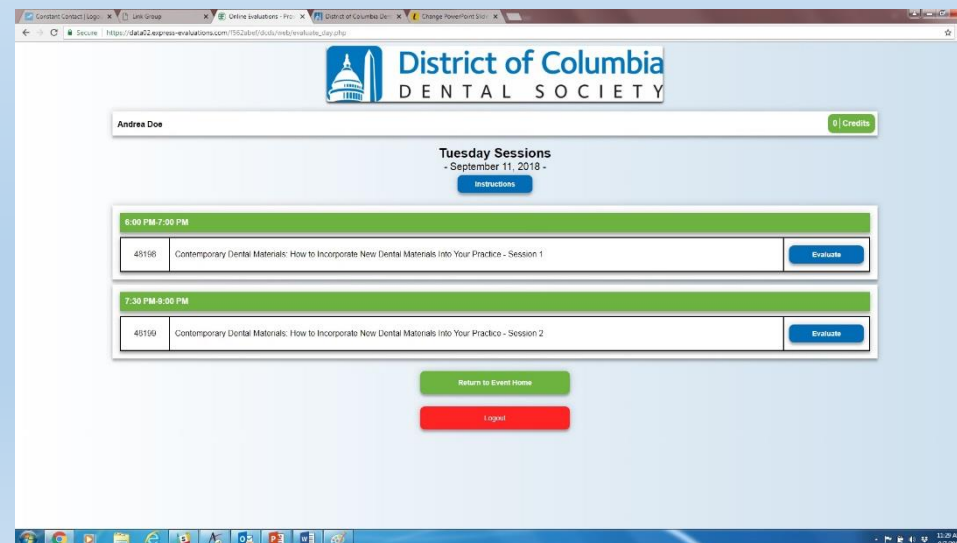 Constant Contact | Logo
Link Group
Online Evaluations - Pro
District of Columbia Den
Change PowerPoint Slide
Secure | https://data02.express-evaluations.com/f562abef/dcds/web/evaluate_day.php
District of Columbia
DENTAL SOCIETY
Andrea Doe
0 | Credits
Tuesday Sessions
- September 11, 2018 -
Instructions
6:00 PM-7:00 PM
48198 Contemporary Dental Materials: How to Incorporate New Dental Materials Into Your Practice - Session 1 Evaluate
7:30 PM-9:00 PM
48199 Contemporary Dental Materials: How to Incorporate New Dental Materials Into Your Practice - Session 2 Evaluate
Return to Event Home
Logout
11:29 A